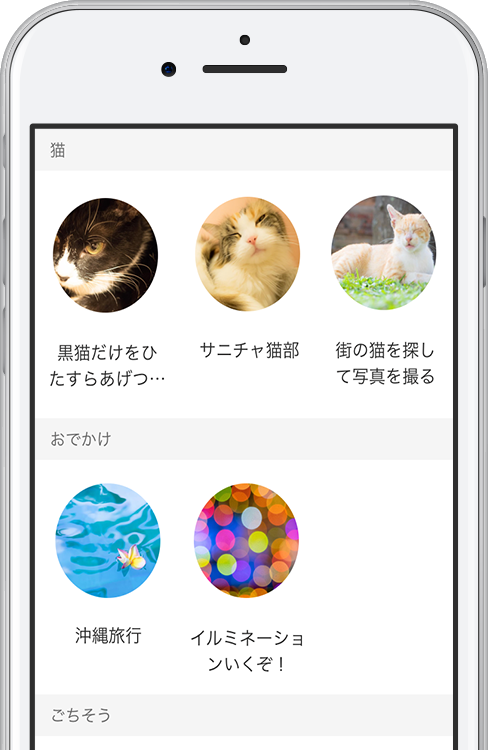 猫
黒猫だけをひ
たすらあげつ…
サニチャ猫部
街の猫を探し
て写真を撮る
おでかけ
沖縄旅行
イルミネーショ
ンいくぞ！
ごちそう